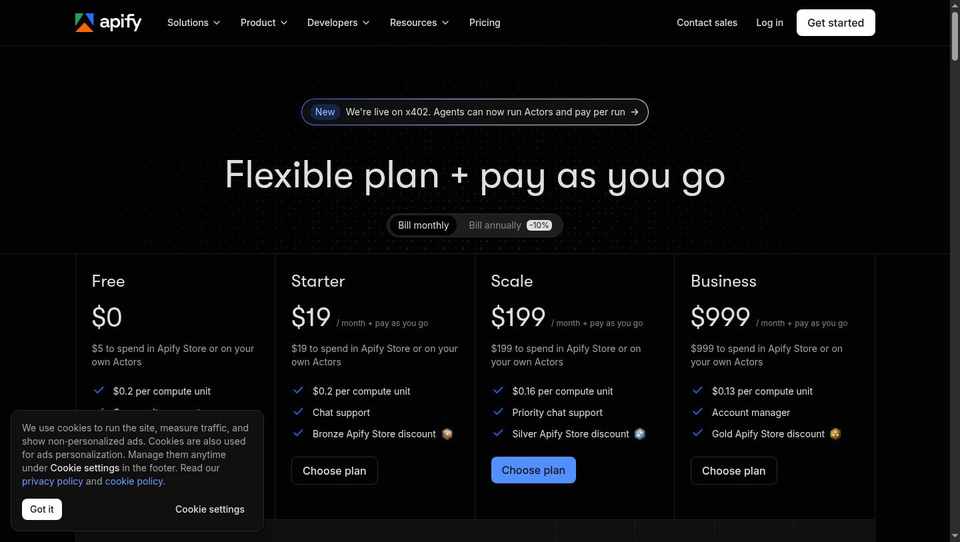 apify
Solutions
Product
Developers
Resources
Pricing
Contact sales
Log in
Get started
New We're live on x402. Agents can now run Actors and pay per run →
Flexible plan + pay as you go
Bill monthly
Bill annually -10%
Free
$0
$5 to spend in Apify Store or on your
own Actors
$0.2 per compute unit
Starter
$19 / month + pay as you go
$19 to spend in Apify Store or on your
own Actors
$0.2 per compute unit
Chat support
Bronze Apify Store discount
Choose plan
Scale
$199 / month + pay as you go
$199 to spend in Apify Store or on
your own Actors
$0.16 per compute unit
Priority chat support
Silver Apify Store discount
Choose plan
Business
$999 / month + pay as you go
$999 to spend in Apify Store or on
your own Actors
$0.13 per compute unit
Account manager
Gold Apify Store discount
Choose plan
We use cookies to run the site, measure traffic, and
show non-personalized ads. Cookies are also used
for ads personalization. Manage them anytime
under Cookie settings in the footer. Read our
privacy policy and cookie policy.
Got it
Cookie settings